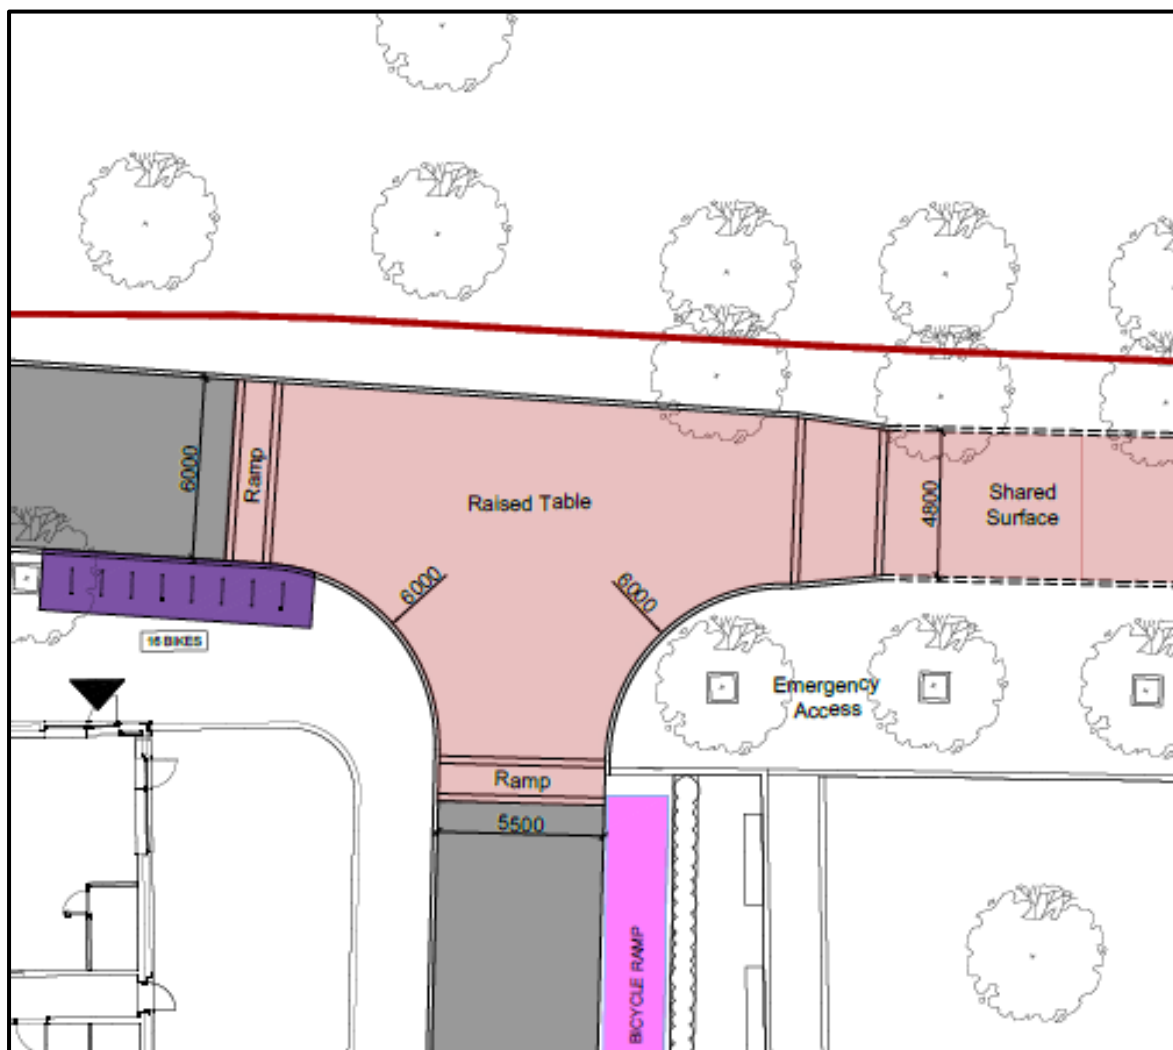 6000
Ramp
Raised Table
4800
Shared
Surface
6000
6000
16 BIKES
Emergency
Access
Ramp
5500
BICYCLE RAMP